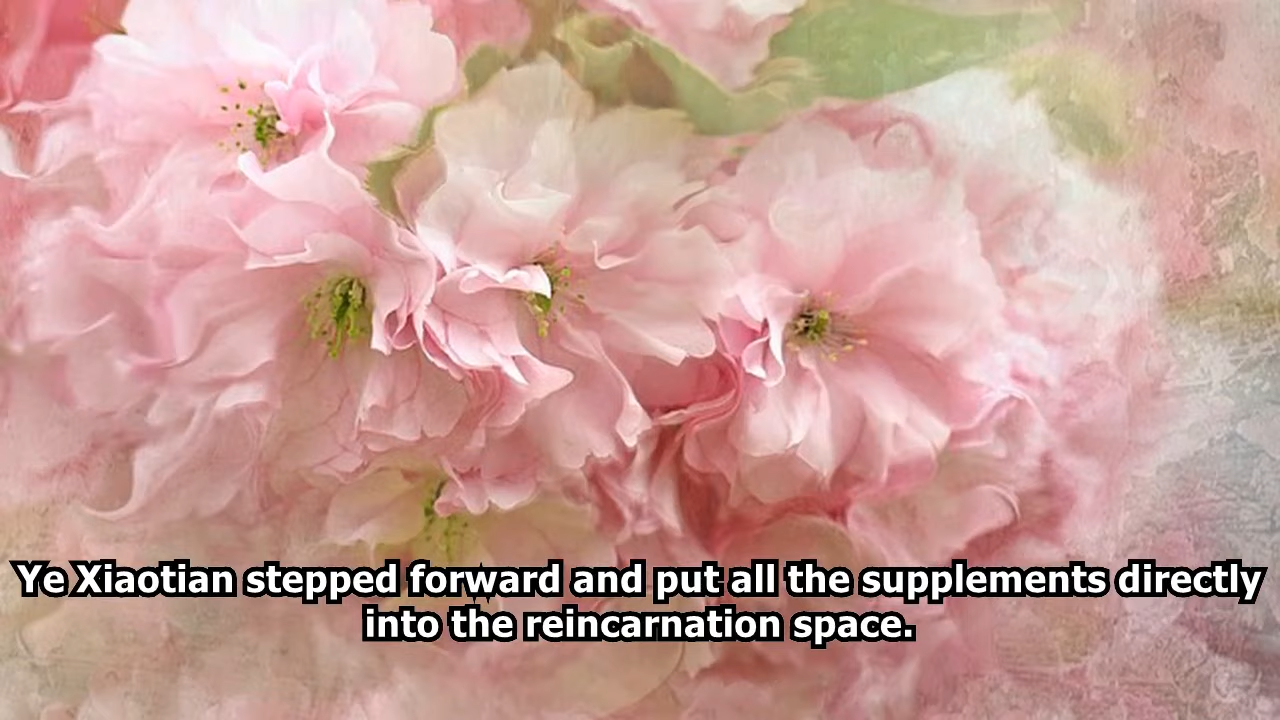 Ye Xiaotian stepped forward and put all the supplements directly
into the reincarnation space.